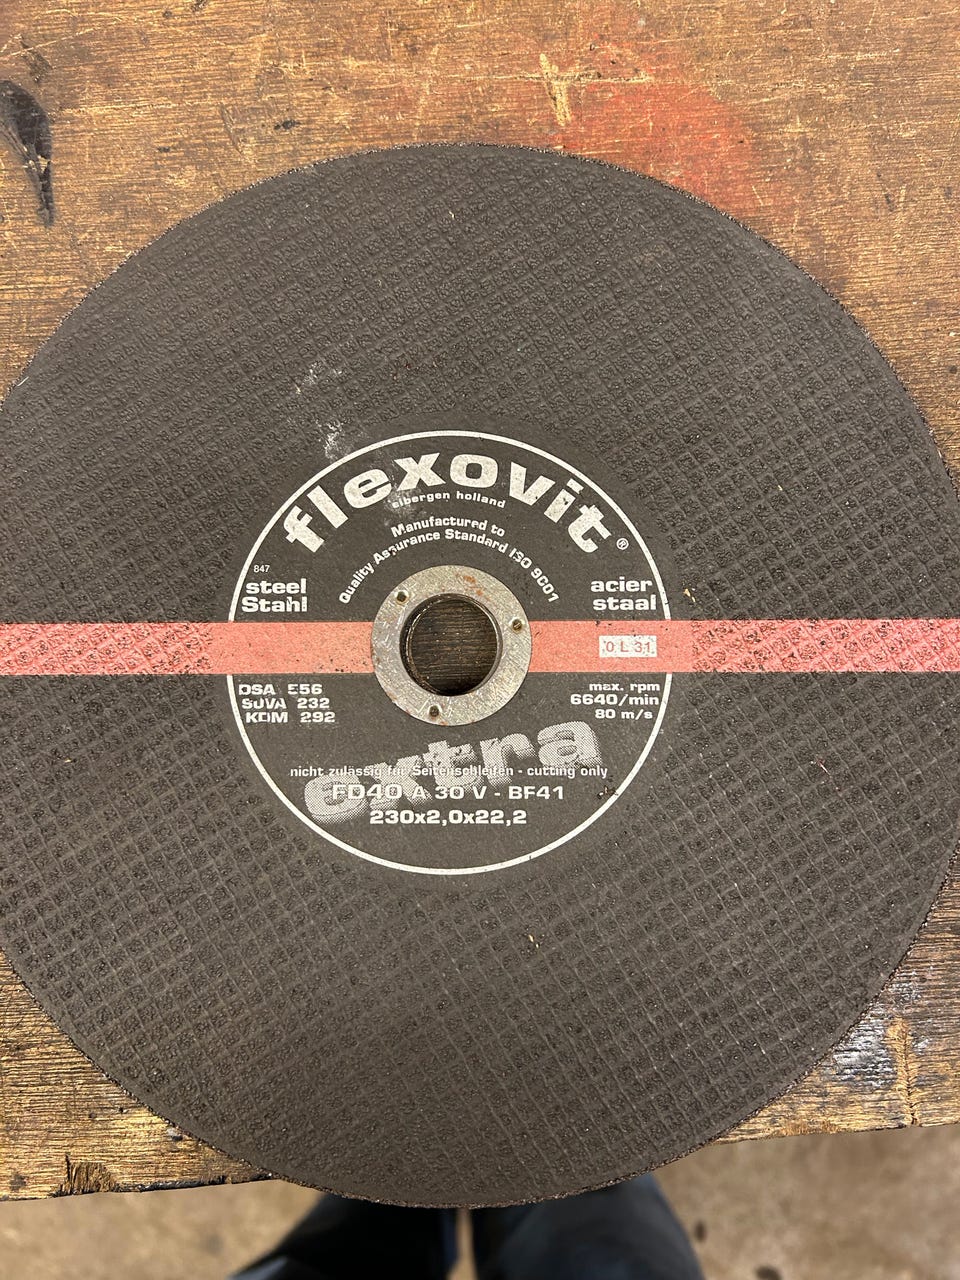 flexovit®
eibergen holland
Manufactured to
Quality Assurance Standard ISO 9001
847
steel
Stahl
acier
staal
0 L 31
DSA 556
SUVA 232
KDM 292
max. rpm
6640/min
80 m/s
extra
nicht zulässig für Seitenschleifen - cutting only
FD40 A 30 V - BF41
230x2,0x22,2